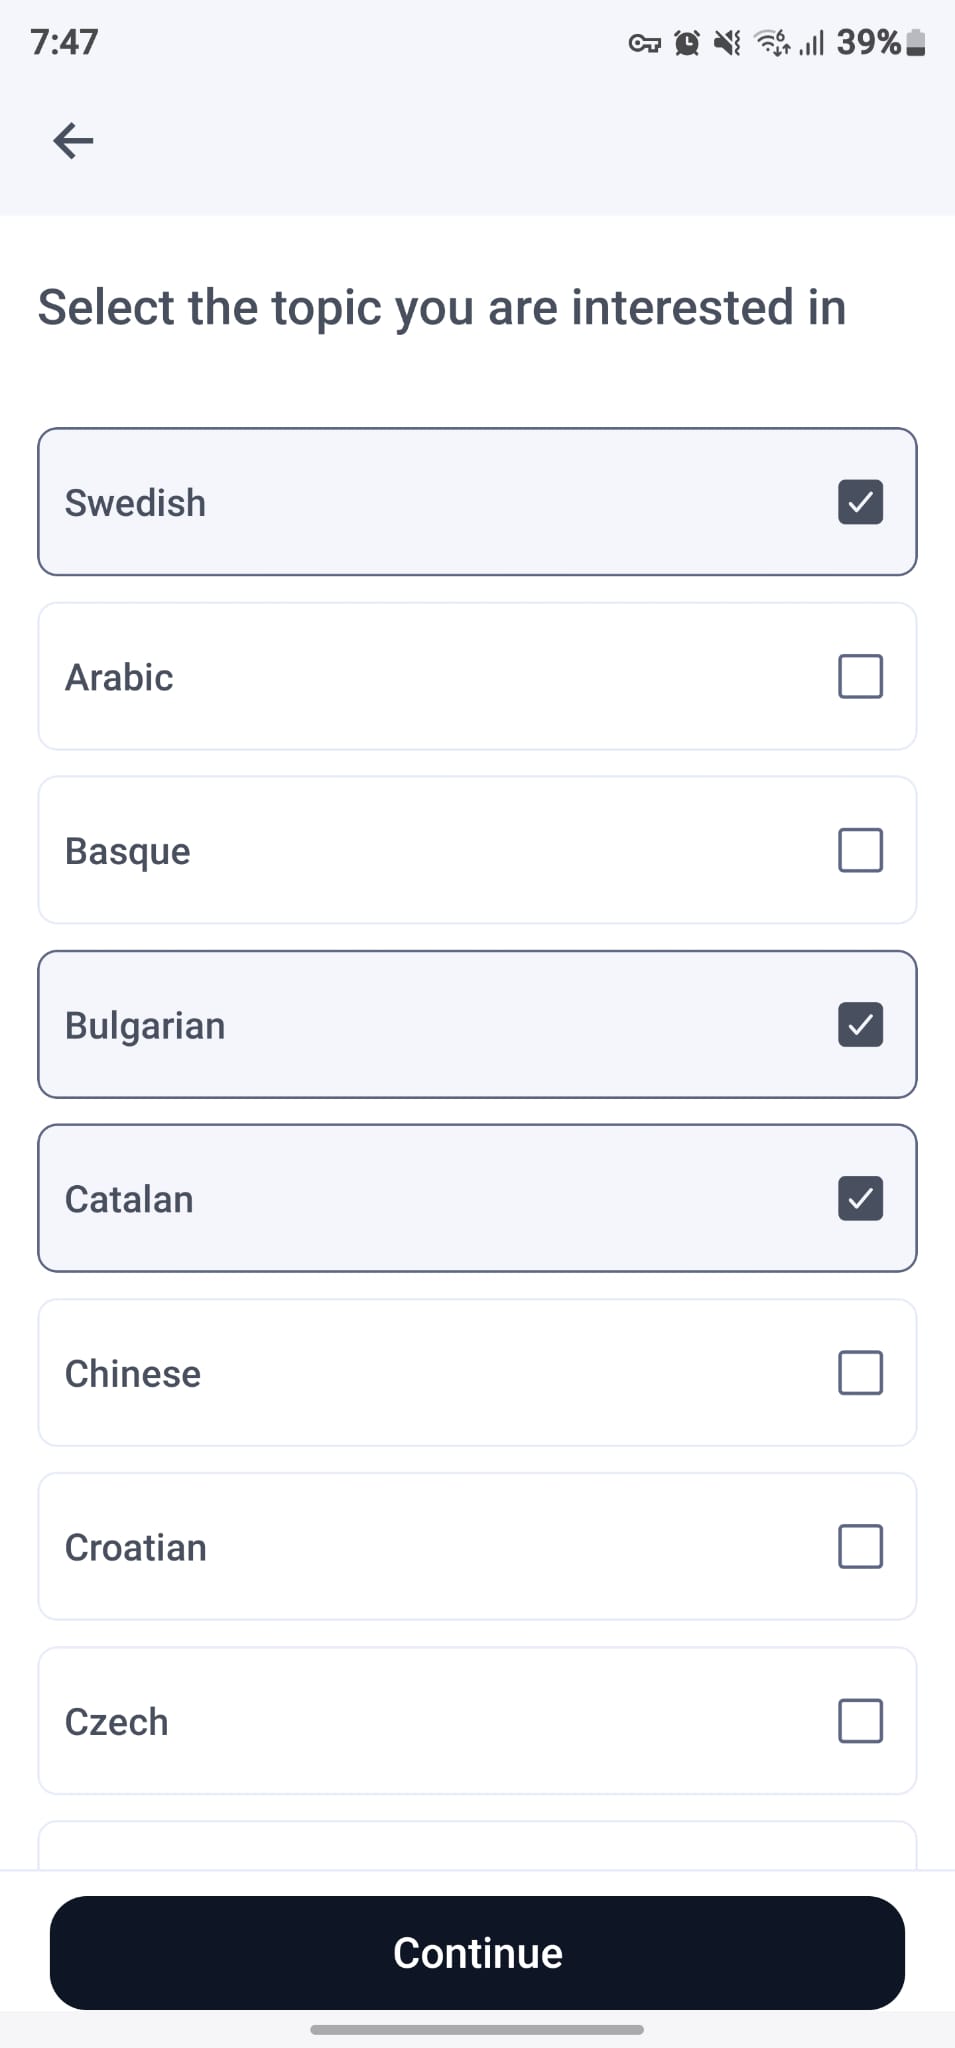 7:47
39%
Select the topic you are interested in
Swedish
Arabic
Basque
Bulgarian
Catalan
Chinese
Croatian
Czech
Continue